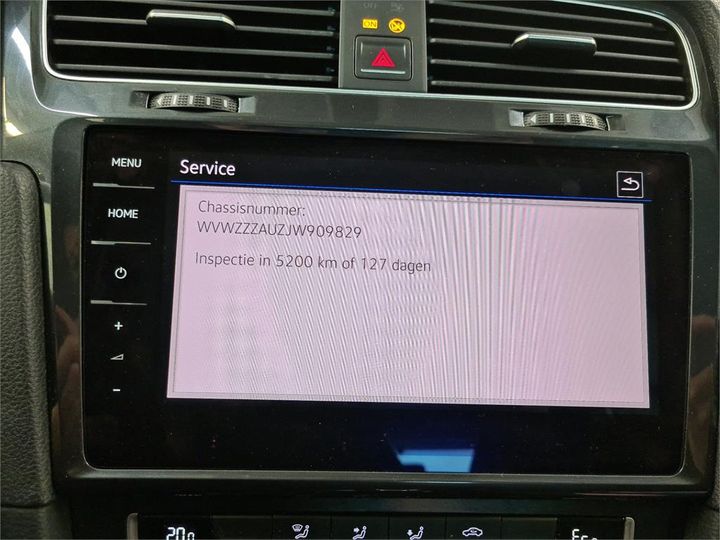 OFF
ON
MENU
Service
HOME
Chassisnummer:
WVWZZZAUZJW909829
Inspectie in 5200 km of 127 dagen
+
-
20.0